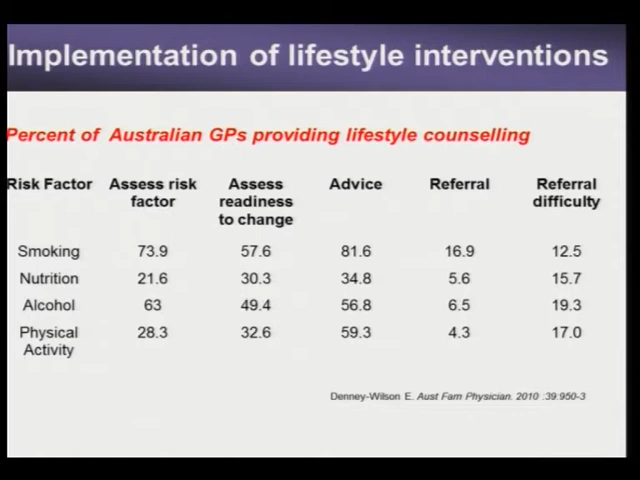 Implementation of lifestyle interventions
Percent of Australian GPs providing lifestyle counselling
Risk Factor Assess risk factor Assess readiness to change Advice Referral Referral difficulty
Smoking 73.9 57.6 81.6 16.9 12.5
Nutrition 21.6 30.3 34.8 5.6 15.7
Alcohol 63 49.4 56.8 6.5 19.3
Physical Activity 28.3 32.6 59.3 4.3 17.0
Denney-Wilson E. Aust Fam Physician. 2010 :39:950-3